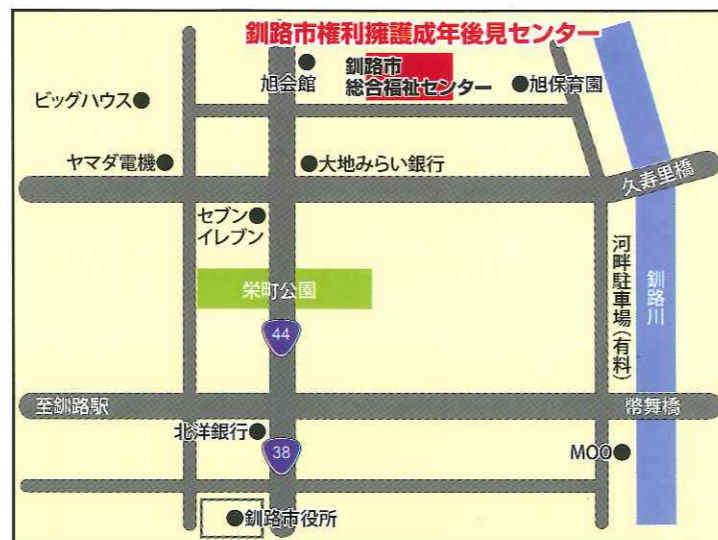 釧路市権利擁護成年後見センター
旭会館
釧路市
総合福祉センター
旭保育園
ビッグハウス
ヤマダ電機
大地みらい銀行
久寿里橋
セブン
イレブン
河畔駐車場(有料)
釧路川
栄町公園
44
至釧路駅
幣舞橋
北洋銀行
38
MOO
釧路市役所